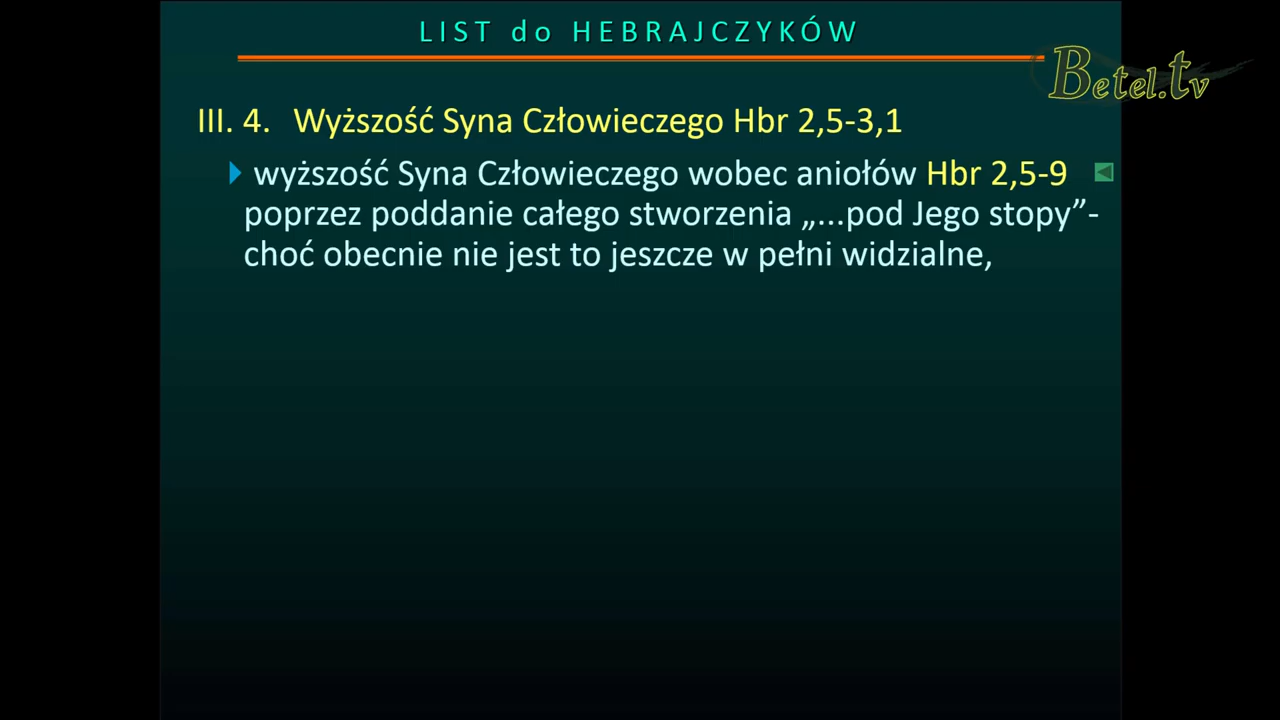 LIST do HEBRAJCZYKÓW
Betel.tv
III. 4. Wyższość Syna Człowieczego Hbr 2,5-3,1
wyższość Syna Człowieczego wobec aniołów Hbr 2,5-9
poprzez poddanie całego stworzenia „...pod Jego stopy”-
choć obecnie nie jest to jeszcze w pełni widzialne,